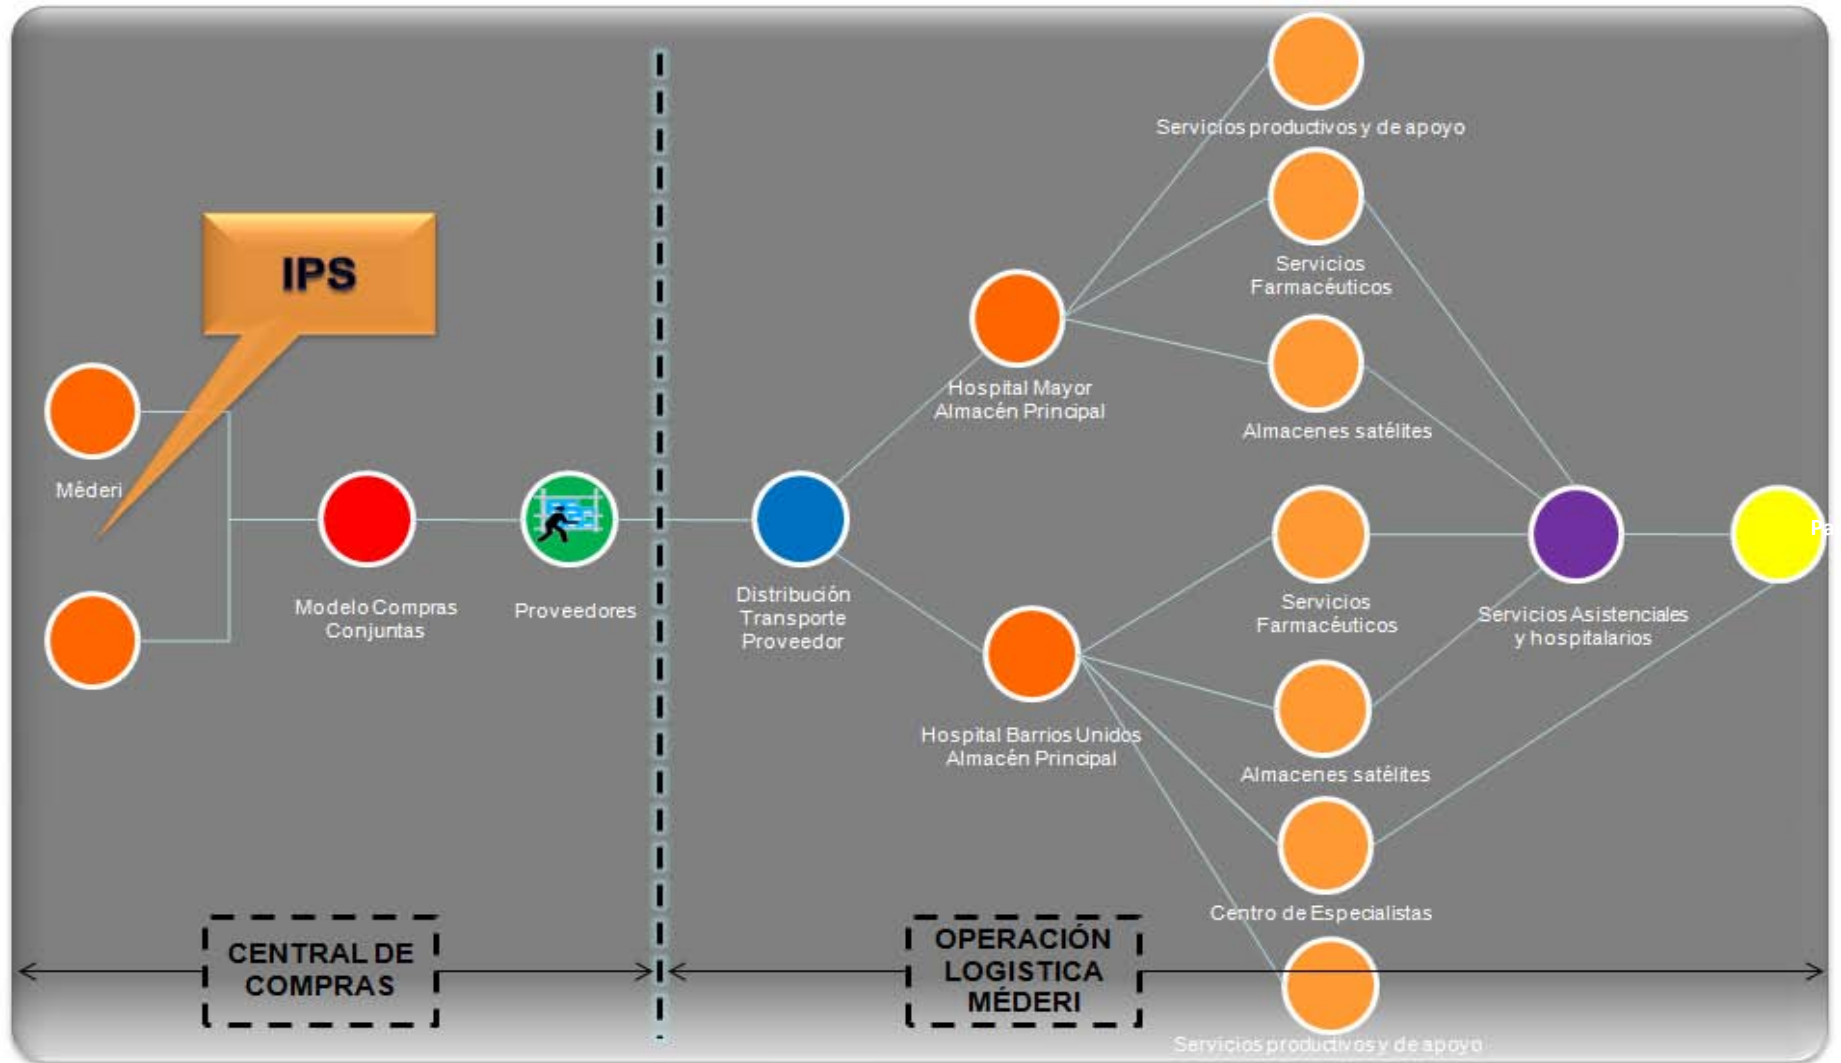 IPS
Méderi
Modelo Compras
Conjuntas
Proveedores
Distribución
Transporte
Proveedor
Hospital Mayor
Almacén Principal
Hospital Barrios Unidos
Almacén Principal
Servicios productivos y de apoyo
Servicios
Farmacéuticos
Almacenes satélites
Servicios
Farmacéuticos
Almacenes satélites
Centro de Especialistas
Servicios productivos y de apoyo
Servicios Asistenciales
y hospitalarios
CENTRAL DE
COMPRAS
OPERACIÓN
LOGISTICA
MÉDERI